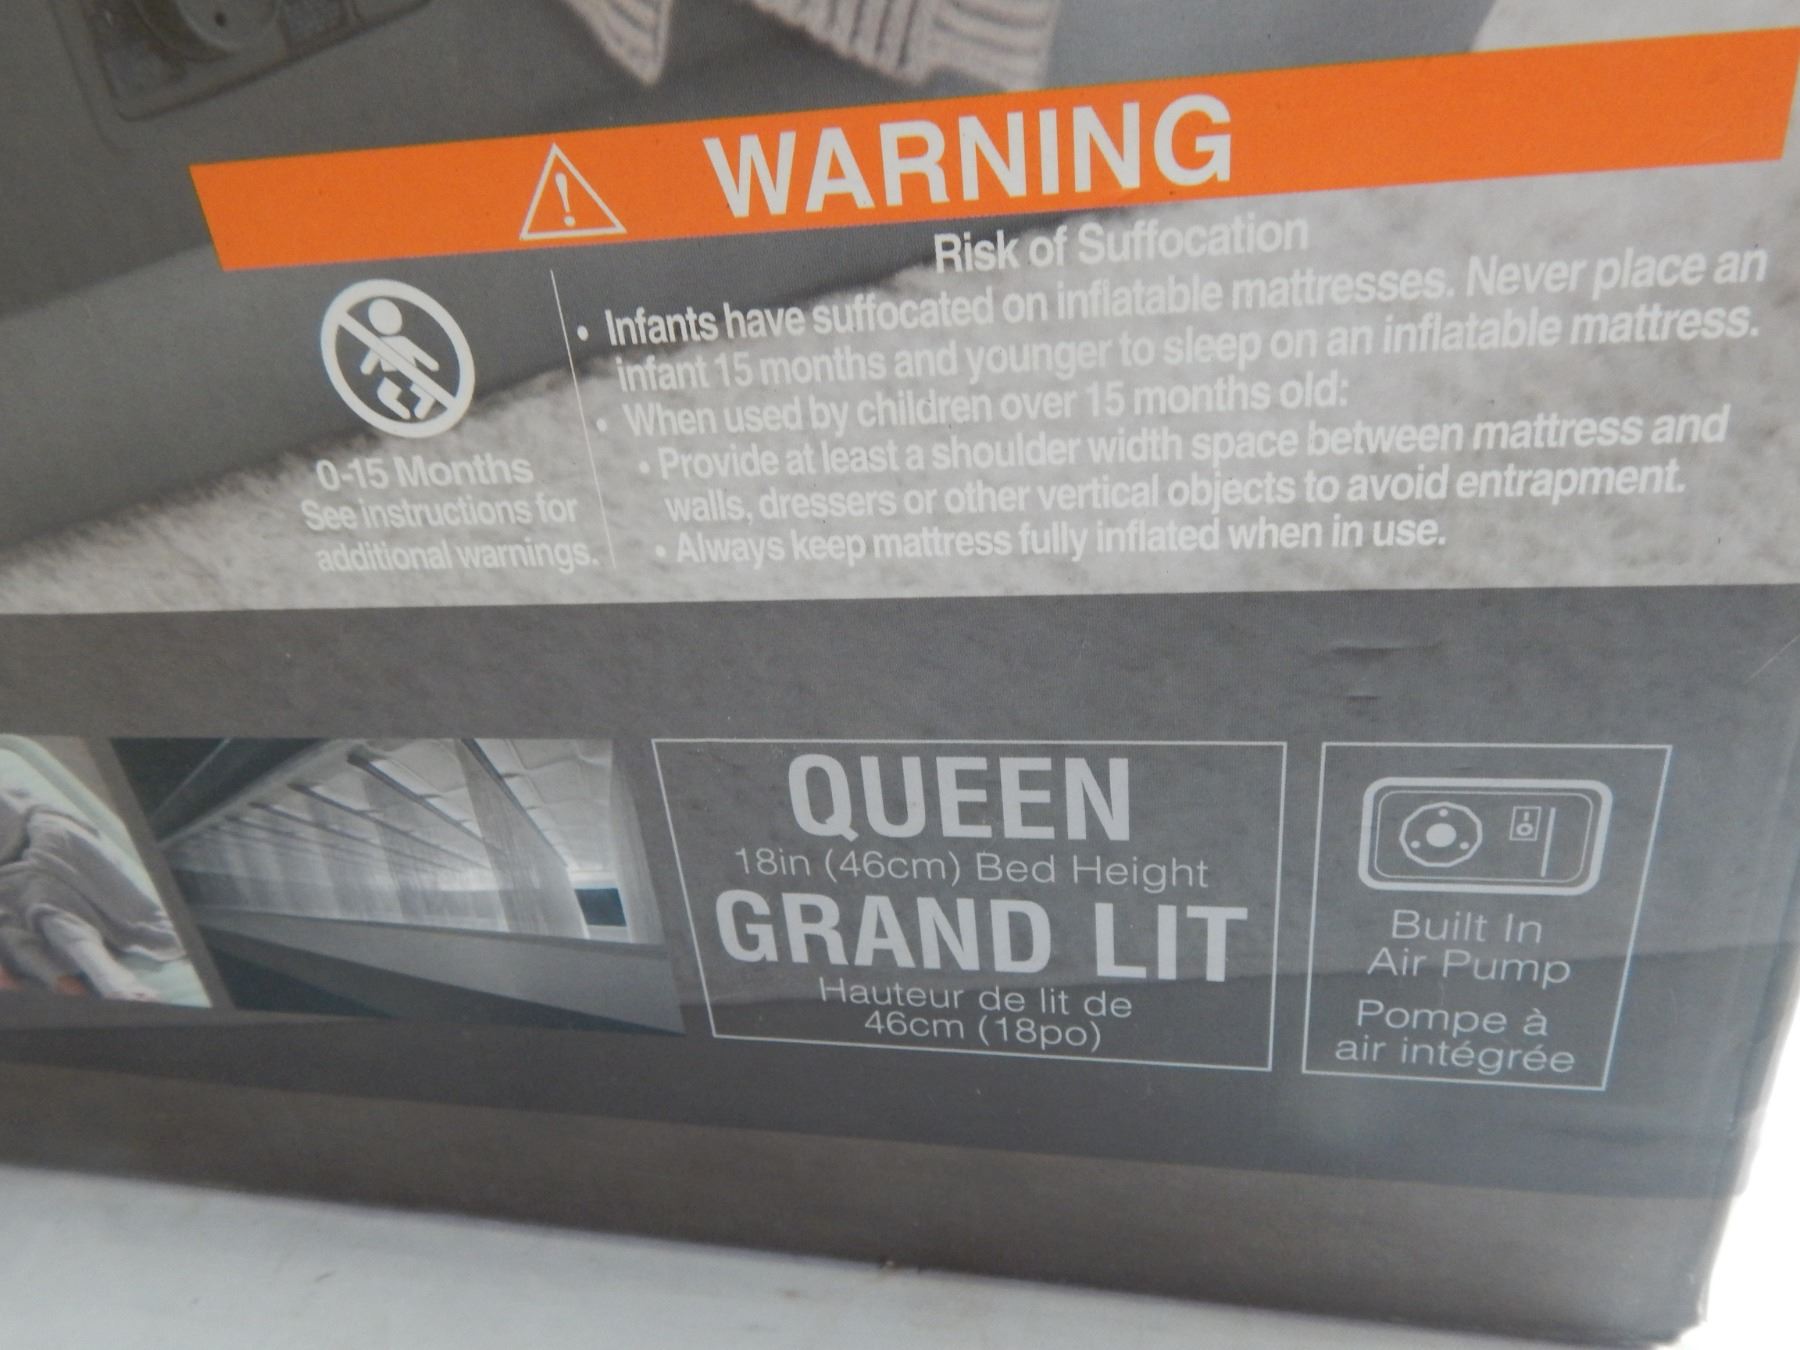 WARNING
Risk of Suffocation
• Infants have suffocated on inflatable mattresses. Never place an
infant 15 months and younger to sleep on an inflatable mattress.
• When used by children over 15 months old:
• Provide at least a shoulder width space between mattress and
walls, dressers or other vertical objects to avoid entrapment.
• Always keep mattress fully inflated when in use.
0-15 Months
See instructions for
additional warnings.
QUEEN
18in (46cm) Bed Height
GRAND LIT
Hauteur de lit de
46cm (18po)
Built In
Air Pump
Pompe à
air intégrée